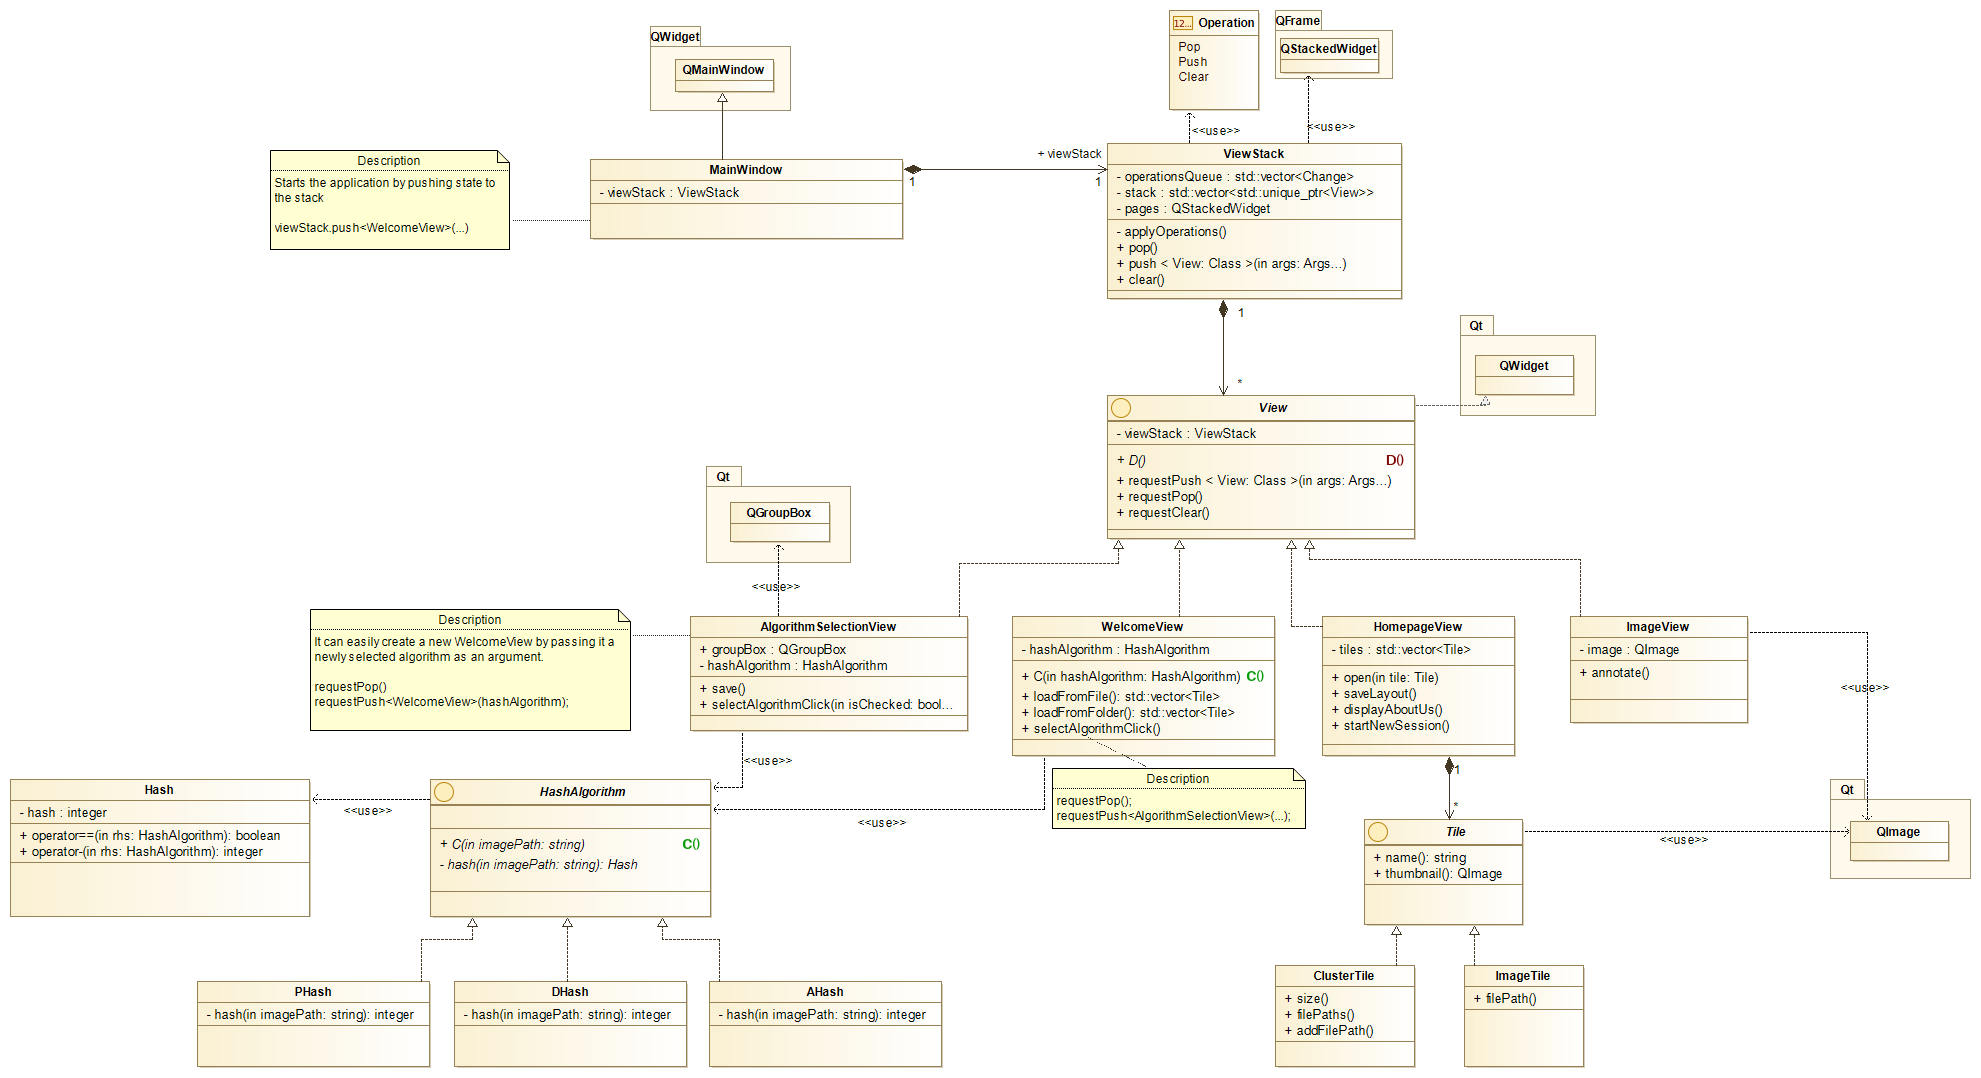 12... Operation
Pop
Push
Clear
QFrame
QStackedWidget
QWidget
QMainWindow
<<use>>
<<use>>
Description
Starts the application by pushing state to
the stack
viewStack.push<WelcomeView>(...)
MainWindow
- viewStack : ViewStack
1
+ viewStack
1
ViewStack
- operationsQueue : std::vector<Change>
- stack : std::vector<std::unique_ptr<View>>
- pages : QStackedWidget
- applyOperations()
+ pop()
+ push < View: Class >(in args: Args...)
+ clear()
1
*
Qt
QWidget
View
- viewStack : ViewStack
+ D()
D()
+ requestPush < View: Class >(in args: Args...)
+ requestPop()
+ requestClear()
Qt
QGroupBox
<<use>>
Description
It can easily create a new WelcomeView by passing it a
newly selected algorithm as an argument.
requestPop()
requestPush<WelcomeView>(hashAlgorithm);
AlgorithmSelectionView
+ groupBox : QGroupBox
- hashAlgorithm : HashAlgorithm
+ save()
+ selectAlgorithmClick(in isChecked: bool...
WelcomeView
- hashAlgorithm : HashAlgorithm
+ C(in hashAlgorithm: HashAlgorithm)
C()
+ loadFromFile(): std::vector<Tile>
+ loadFromFolder(): std::vector<Tile>
+ selectAlgorithmClick()
HomepageView
- tiles : std::vector<Tile>
+ open(in tile: Tile)
+ saveLayout()
+ displayAboutUs()
+ startNewSession()
ImageView
- image : QImage
+ annotate()
<<use>>
<<use>>
Description
requestPop();
requestPush<AlgorithmSelectionView>(...);
1
*
Hash
- hash : integer
+ operator==(in rhs: HashAlgorithm): boolean
+ operator-(in rhs: HashAlgorithm): integer
<<use>>
HashAlgorithm
+ C(in imagePath: string)
C()
- hash(in imagePath: string): Hash
<<use>>
Tile
+ name(): string
+ thumbnail(): QImage
<<use>>
Qt
QImage
PHash
- hash(in imagePath: string): integer
DHash
- hash(in imagePath: string): integer
AHash
- hash(in imagePath: string): integer
ClusterTile
+ size()
+ filePaths()
+ addFilePath()
ImageTile
+ filePath()